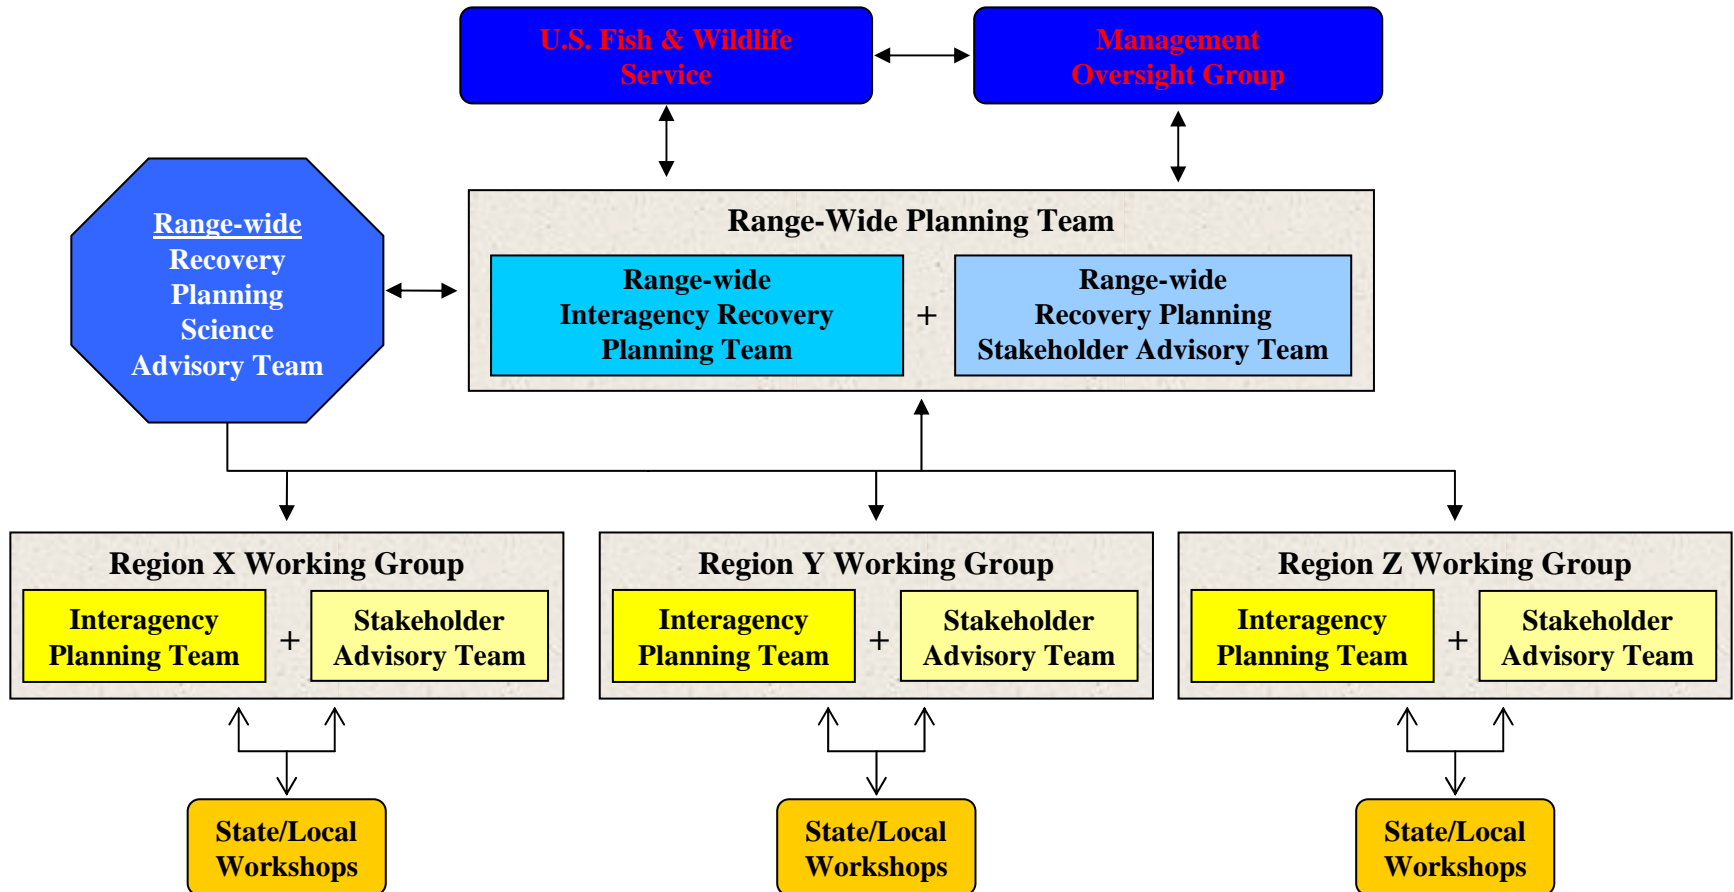 U.S. Fish & Wildlife
Service
Management
Oversight Group
Range-wide
Recovery
Planning
Science
Advisory Team
Range-Wide Planning Team
Range-wide
Interagency Recovery
Planning Team
+
Range-wide
Recovery Planning
Stakeholder Advisory Team
Region X Working Group
Interagency
Planning Team
+
Stakeholder
Advisory Team
Region Y Working Group
Interagency
Planning Team
+
Stakeholder
Advisory Team
Region Z Working Group
Interagency
Planning Team
+
Stakeholder
Advisory Team
State/Local
Workshops
State/Local
Workshops
State/Local
Workshops